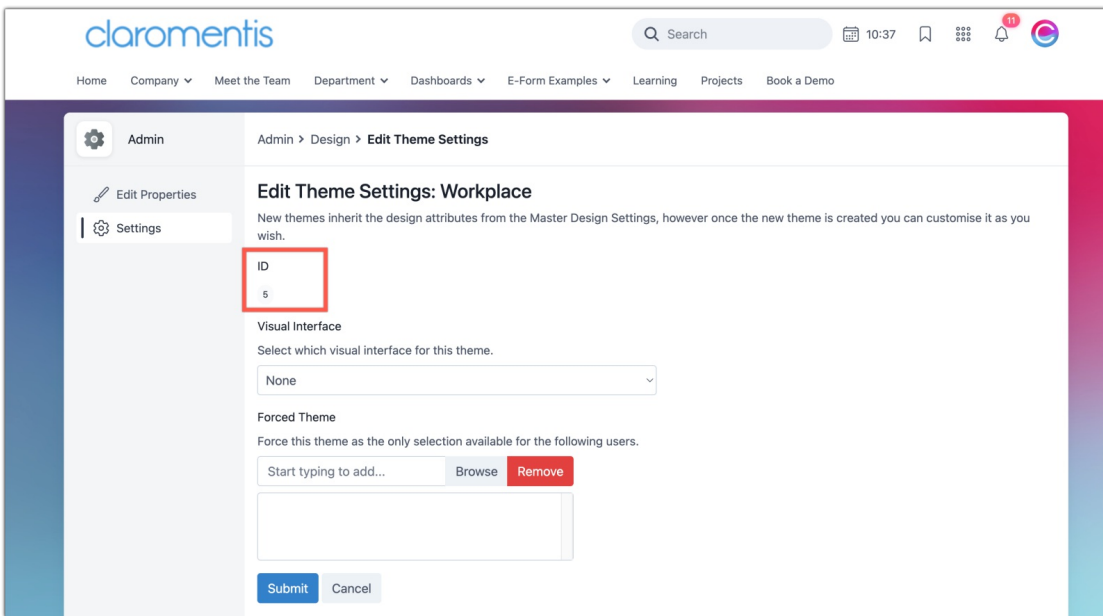 claromentis
Search
10:37
11
Home Company Meet the Team Department Dashboards E-Form Examples Learning Projects Book a Demo
Admin
Admin > Design > Edit Theme Settings
Edit Properties
Settings
Edit Theme Settings: Workplace
New themes inherit the design attributes from the Master Design Settings, however once the new theme is created you can customise it as you
wish.
ID
5
Visual Interface
Select which visual interface for this theme.
None
Forced Theme
Force this theme as the only selection available for the following users.
Start typing to add... Browse Remove
Submit Cancel